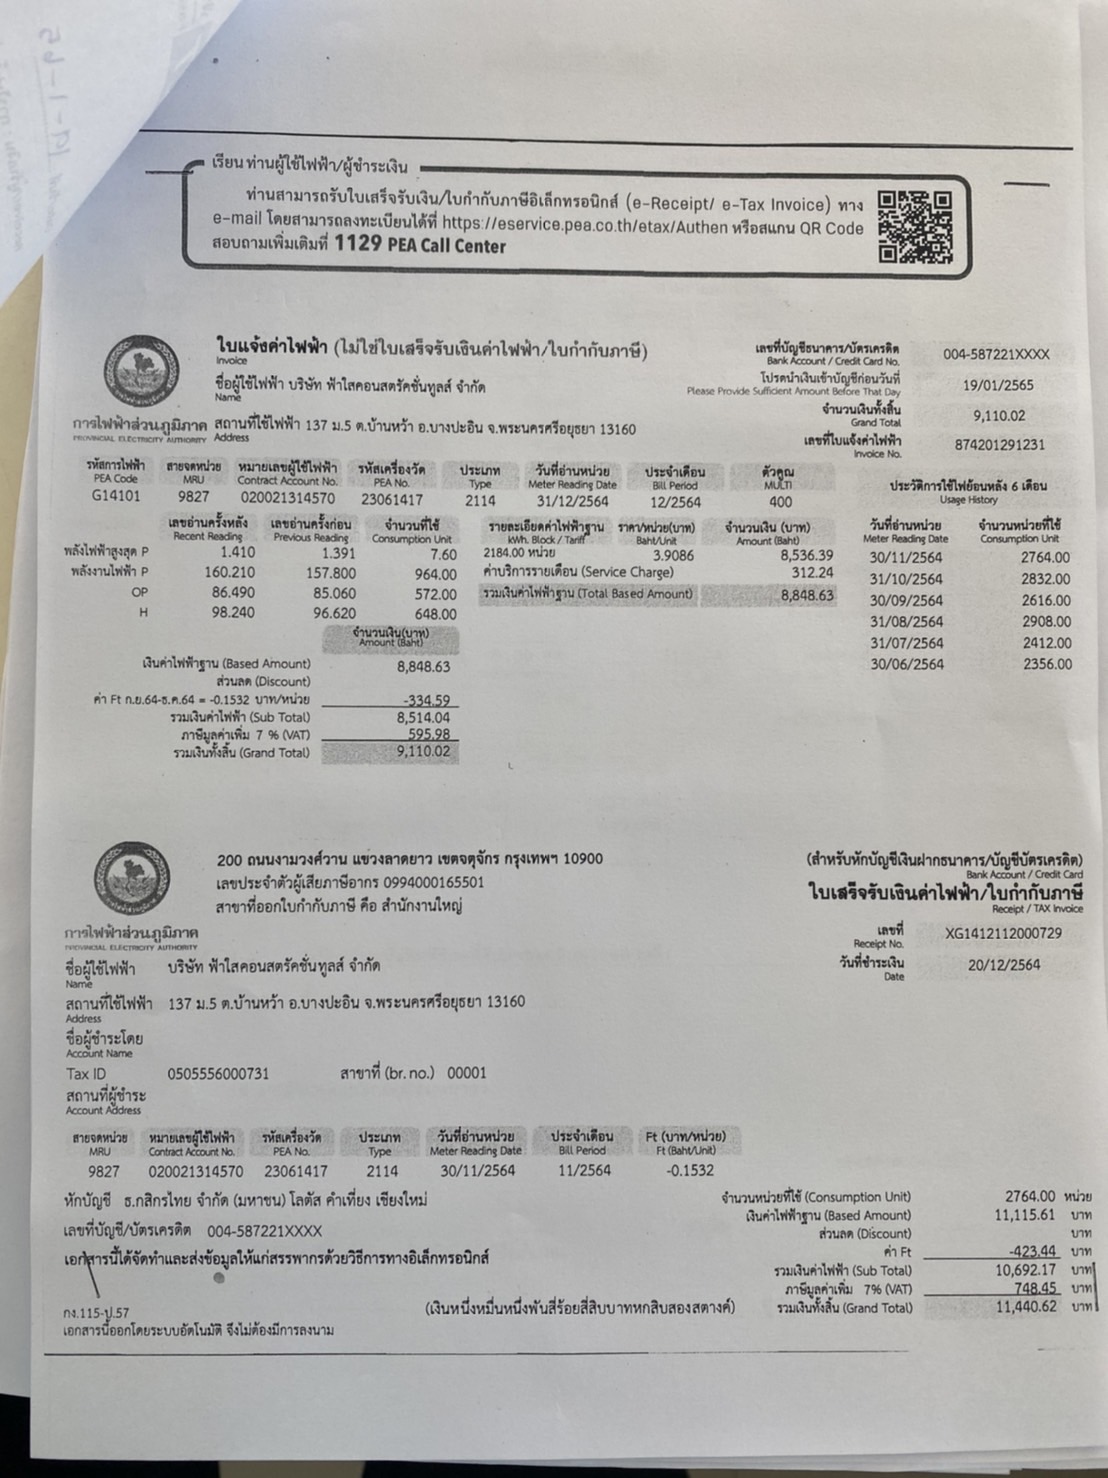 เรียน ท่านผู้ใช้ไฟฟ้า/ผู้ชำระเงิน
ท่านสามารถรับใบเสร็จรับเงิน/ใบกำกับภาษีอิเล็กทรอนิกส์ (e-Receipt/ e-Tax Invoice) ทาง
e-mail โดยสามารถลงทะเบียนได้ที่ https://eservice.pea.co.th/etax/Authen หรือสแกน QR Code
สอบถามเพิ่มเติมที่ 1129 PEA Call Center
ใบแจ้งค่าไฟฟ้า (ไม่ใช่ใบเสร็จรับเงินค่าไฟฟ้า/ใบกำกับภาษี)
Invoice
เลขที่บัญชีธนาคาร/บัตรเครดิต 004-587221XXXX
Bank Account / Credit Card No.
ชื่อผู้ใช้ไฟฟ้า บริษัท ฟ้าใสคอนสตรัคชั่นทูลส์ จำกัด
Name
โปรดนำเงินเข้าบัญชีก่อนวันที่ 19/01/2565
Please Provide Sufficient Amount Before That Day
จำนวนเงินทั้งสิ้น 9,110.02
Grand Total
การไฟฟ้าส่วนภูมิภาค สถานที่ใช้ไฟฟ้า 137 ม.5 ต.บ้านหว้า อ.บางปะอิน จ.พระนครศรีอยุธยา 13160
PROVINCIAL ELECTRICITY AUTHORITY Address
เลขที่ใบแจ้งค่าไฟฟ้า 874201291231
Invoice No.
รหัสการไฟฟ้า สายจดหน่วย หมายเลขผู้ใช้ไฟฟ้า รหัสเครื่องวัด ประเภท วันที่อ่านหน่วย ประจำเดือน ตัวคูณ
PEA Code MRU Contract Account No. PEA No. Type Meter Reading Date Bill Period MULTI
G14101 9827 020021314570 23061417 2114 31/12/2564 12/2564 400
ประวัติการใช้ไฟย้อนหลัง 6 เดือน
Usage History
เลขอ่านครั้งหลัง เลขอ่านครั้งก่อน จำนวนที่ใช้ รายละเอียดค่าไฟฟ้าฐาน ราคา/หน่วย(บาท) จำนวนเงิน (บาท) วันที่อ่านหน่วย จำนวนหน่วยที่ใช้
Recent Reading Previous Reading Consumption Unit kWh. Block / Tariff Baht/Unit Amount (Baht) Meter Reading Date Consumption Unit
พลังไฟฟ้าสูงสุด P 1.410 1.391 7.60 2184.00 หน่วย 3.9086 8,536.39 30/11/2564 2764.00
พลังงานไฟฟ้า P 160.210 157.800 964.00 ค่าบริการรายเดือน (Service Charge) 312.24 31/10/2564 2832.00
OP 86.490 85.060 572.00 รวมเงินค่าไฟฟ้าฐาน (Total Based Amount) 8,848.63 30/09/2564 2616.00
H 98.240 96.620 648.00 31/08/2564 2908.00
จำนวนเงิน(บาท) 31/07/2564 2412.00
Amount (Baht)
เงินค่าไฟฟ้าฐาน (Based Amount) 8,848.63 30/06/2564 2356.00
ส่วนลด (Discount)
ค่า Ft ก.ย.64-ธ.ค.64 = -0.1532 บาท/หน่วย -334.59
รวมเงินค่าไฟฟ้า (Sub Total) 8,514.04
ภาษีมูลค่าเพิ่ม 7 % (VAT) 595.98
รวมเงินทั้งสิ้น (Grand Total) 9,110.02
200 ถนนงามวงศ์วาน แขวงลาดยาว เขตจตุจักร กรุงเทพฯ 10900
เลขประจำตัวผู้เสียภาษีอากร 0994000165501
สาขาที่ออกใบกำกับภาษี คือ สำนักงานใหญ่
(สำหรับหักบัญชีเงินฝากธนาคาร/บัญชีบัตรเครดิต)
Bank Account / Credit Card
ใบเสร็จรับเงินค่าไฟฟ้า/ใบกำกับภาษี
Receipt / TAX Invoice
การไฟฟ้าส่วนภูมิภาค
PROVINCIAL ELECTRICITY AUTHORITY
เลขที่ XG1412112000729
Receipt No.
ชื่อผู้ใช้ไฟฟ้า บริษัท ฟ้าใสคอนสตรัคชั่นทูลส์ จำกัด
Name
วันที่ชำระเงิน 20/12/2564
Date
สถานที่ใช้ไฟฟ้า 137 ม.5 ต.บ้านหว้า อ.บางปะอิน จ.พระนครศรีอยุธยา 13160
Address
ชื่อผู้ชำระโดย
Account Name
Tax ID 0505556000731 สาขาที่ (br. no.) 00001
สถานที่ผู้ชำระ
Account Address
สายจดหน่วย หมายเลขผู้ใช้ไฟฟ้า รหัสเครื่องวัด ประเภท วันที่อ่านหน่วย ประจำเดือน Ft (บาท/หน่วย)
MRU Contract Account No. PEA No. Type Meter Reading Date Bill Period Ft (Baht/Unit)
9827 020021314570 23061417 2114 30/11/2564 11/2564 -0.1532
หักบัญชี ธ.กสิกรไทย จำกัด (มหาชน) โลตัส คำเที่ยง เชียงใหม่
เลขที่บัญชี/บัตรเครดิต 004-587221XXXX
เอกสารนี้ได้จัดทำและส่งข้อมูลให้แก่สรรพากรด้วยวิธีการทางอิเล็กทรอนิกส์
จำนวนหน่วยที่ใช้ (Consumption Unit) 2764.00 หน่วย
เงินค่าไฟฟ้าฐาน (Based Amount) 11,115.61 บาท
ส่วนลด (Discount) บาท
ค่า Ft -423.44 บาท
รวมเงินค่าไฟฟ้า (Sub Total) 10,692.17 บาท
ภาษีมูลค่าเพิ่ม 7% (VAT) 748.45 บาท
รวมเงินทั้งสิ้น (Grand Total) 11,440.62 บาท
(เงินหนึ่งหมื่นหนึ่งพันสี่ร้อยสี่สิบบาทหกสิบสองสตางค์)
กง.115-ป.57
เอกสารนี้ออกโดยระบบอัตโนมัติ จึงไม่ต้องมีการลงนาม